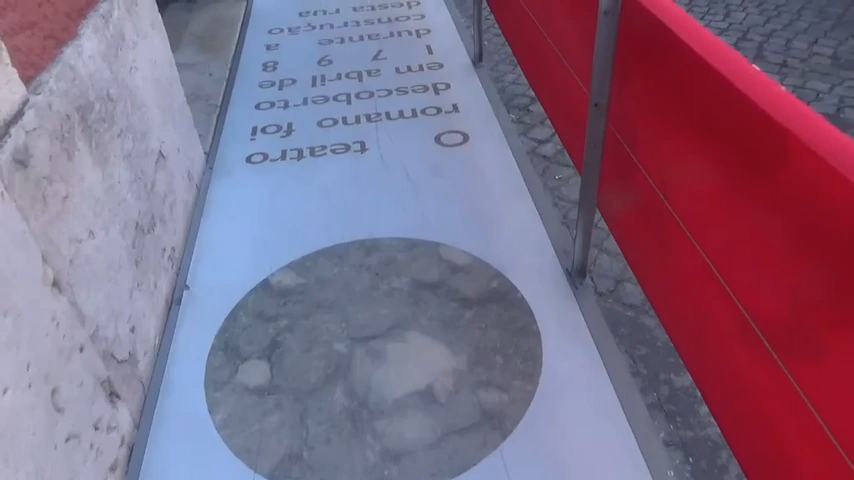 O teatro
romano foi
descoberto
em abril de
1 7 9 8
durante a
construção
desta rua